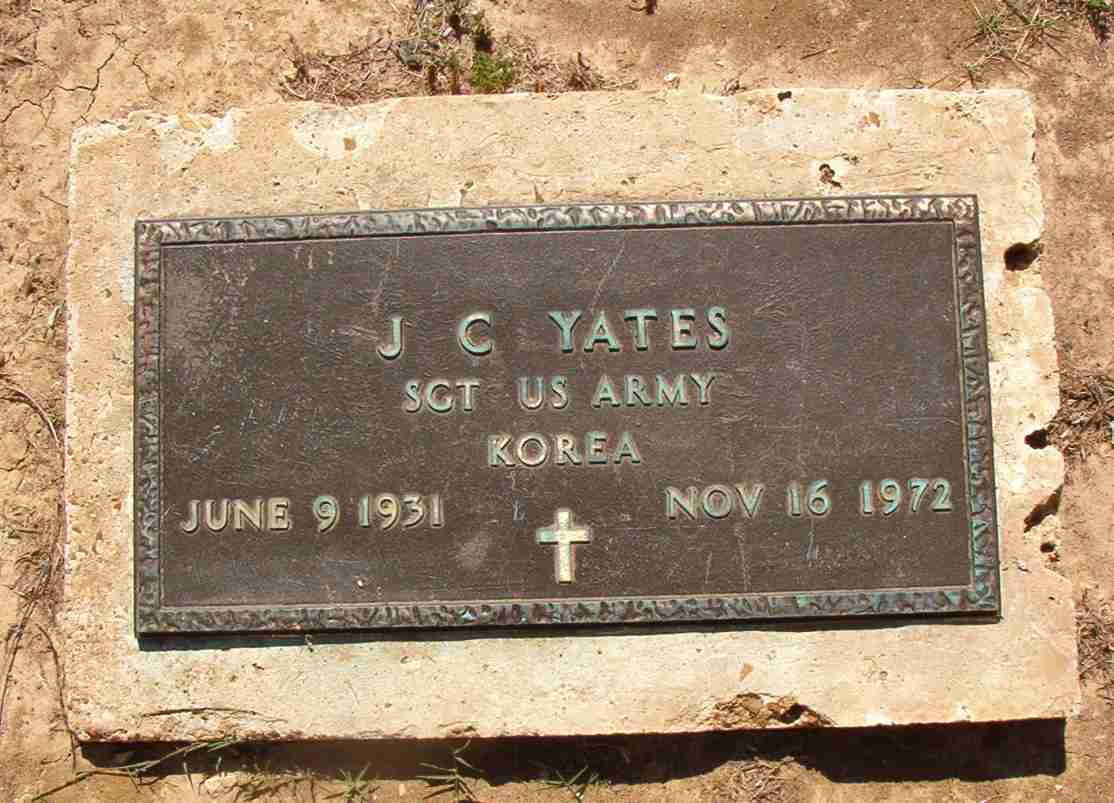 J C YATES
SGT US ARMY
KOREA
JUNE 9 1931 NOV 16 1972